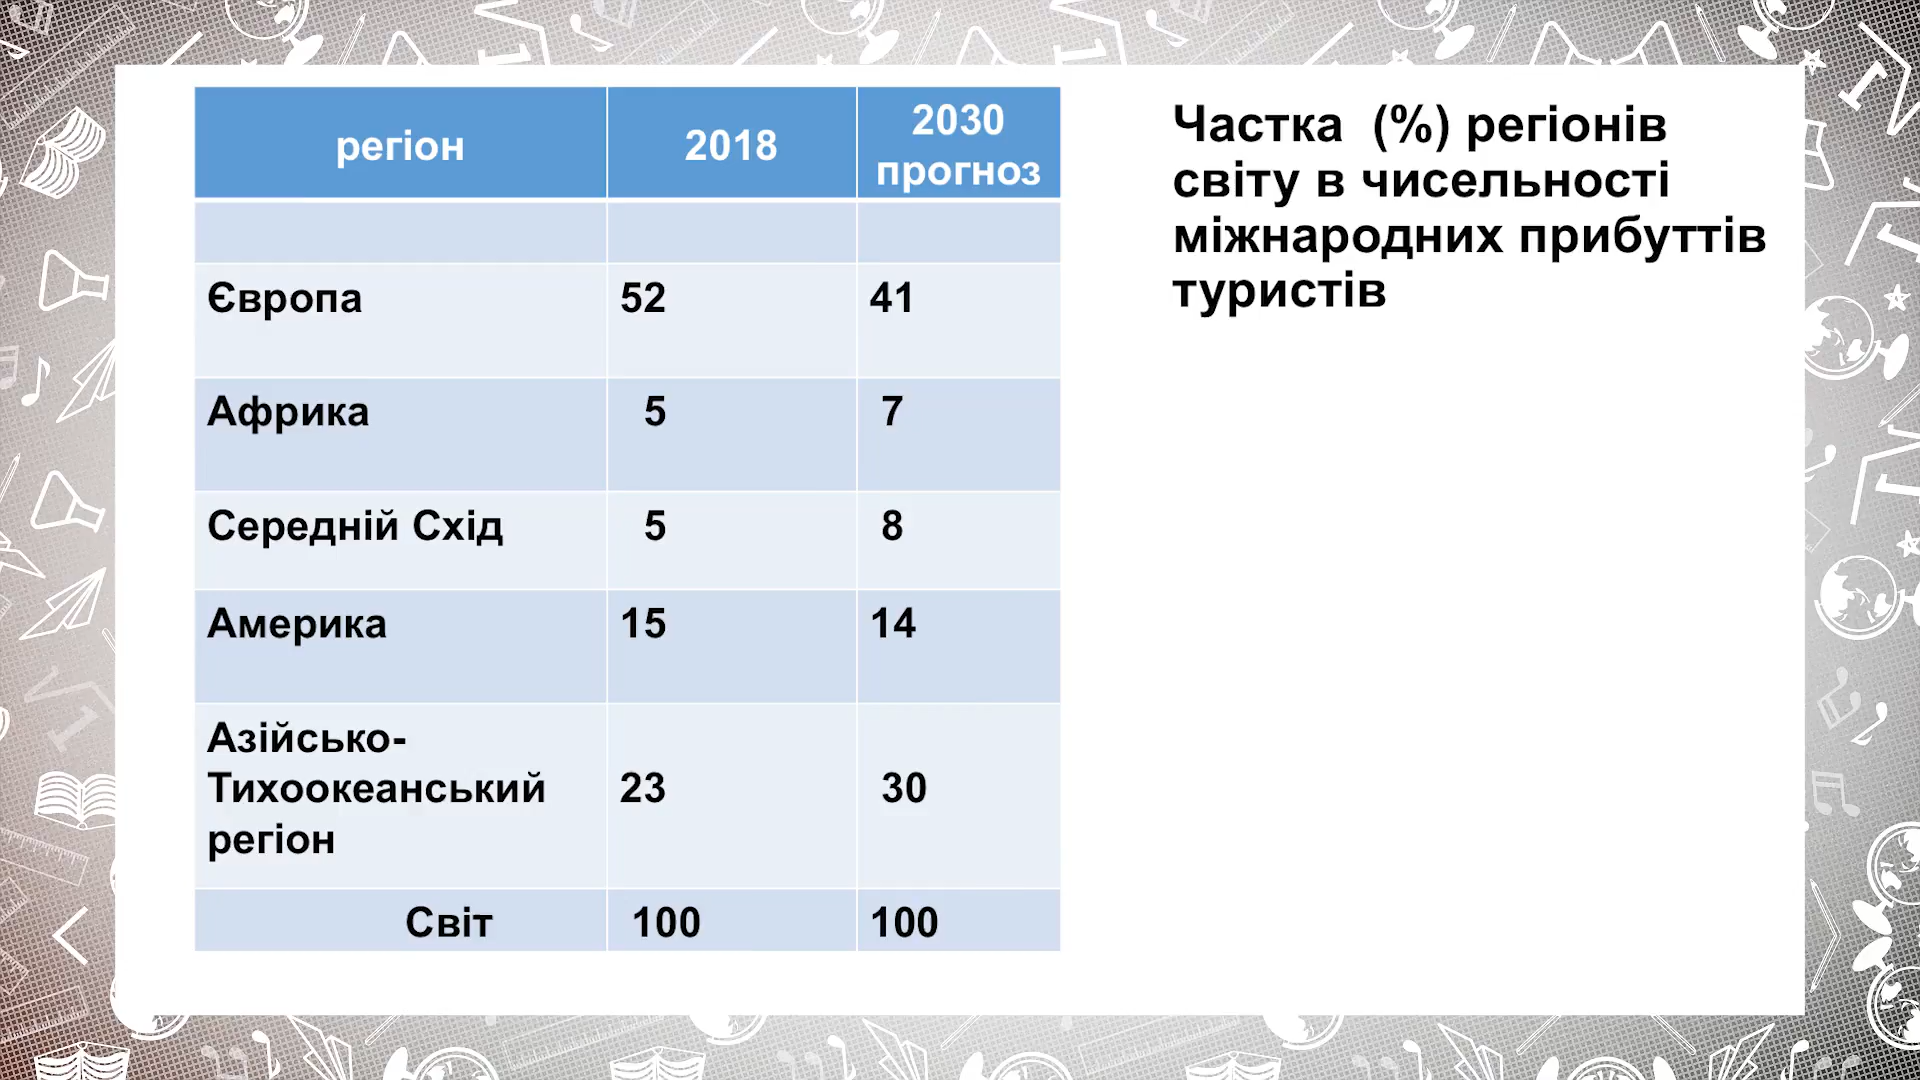 регіон 2018 2030 прогноз
Європа 52 41
Африка 5 7
Середній Схід 5 8
Америка 15 14
Азійсько-
Тихоокеанський 23 30
регіон
Світ 100 100
Частка (%) регіонів
світу в чисельності
міжнародних прибуттів
туристів